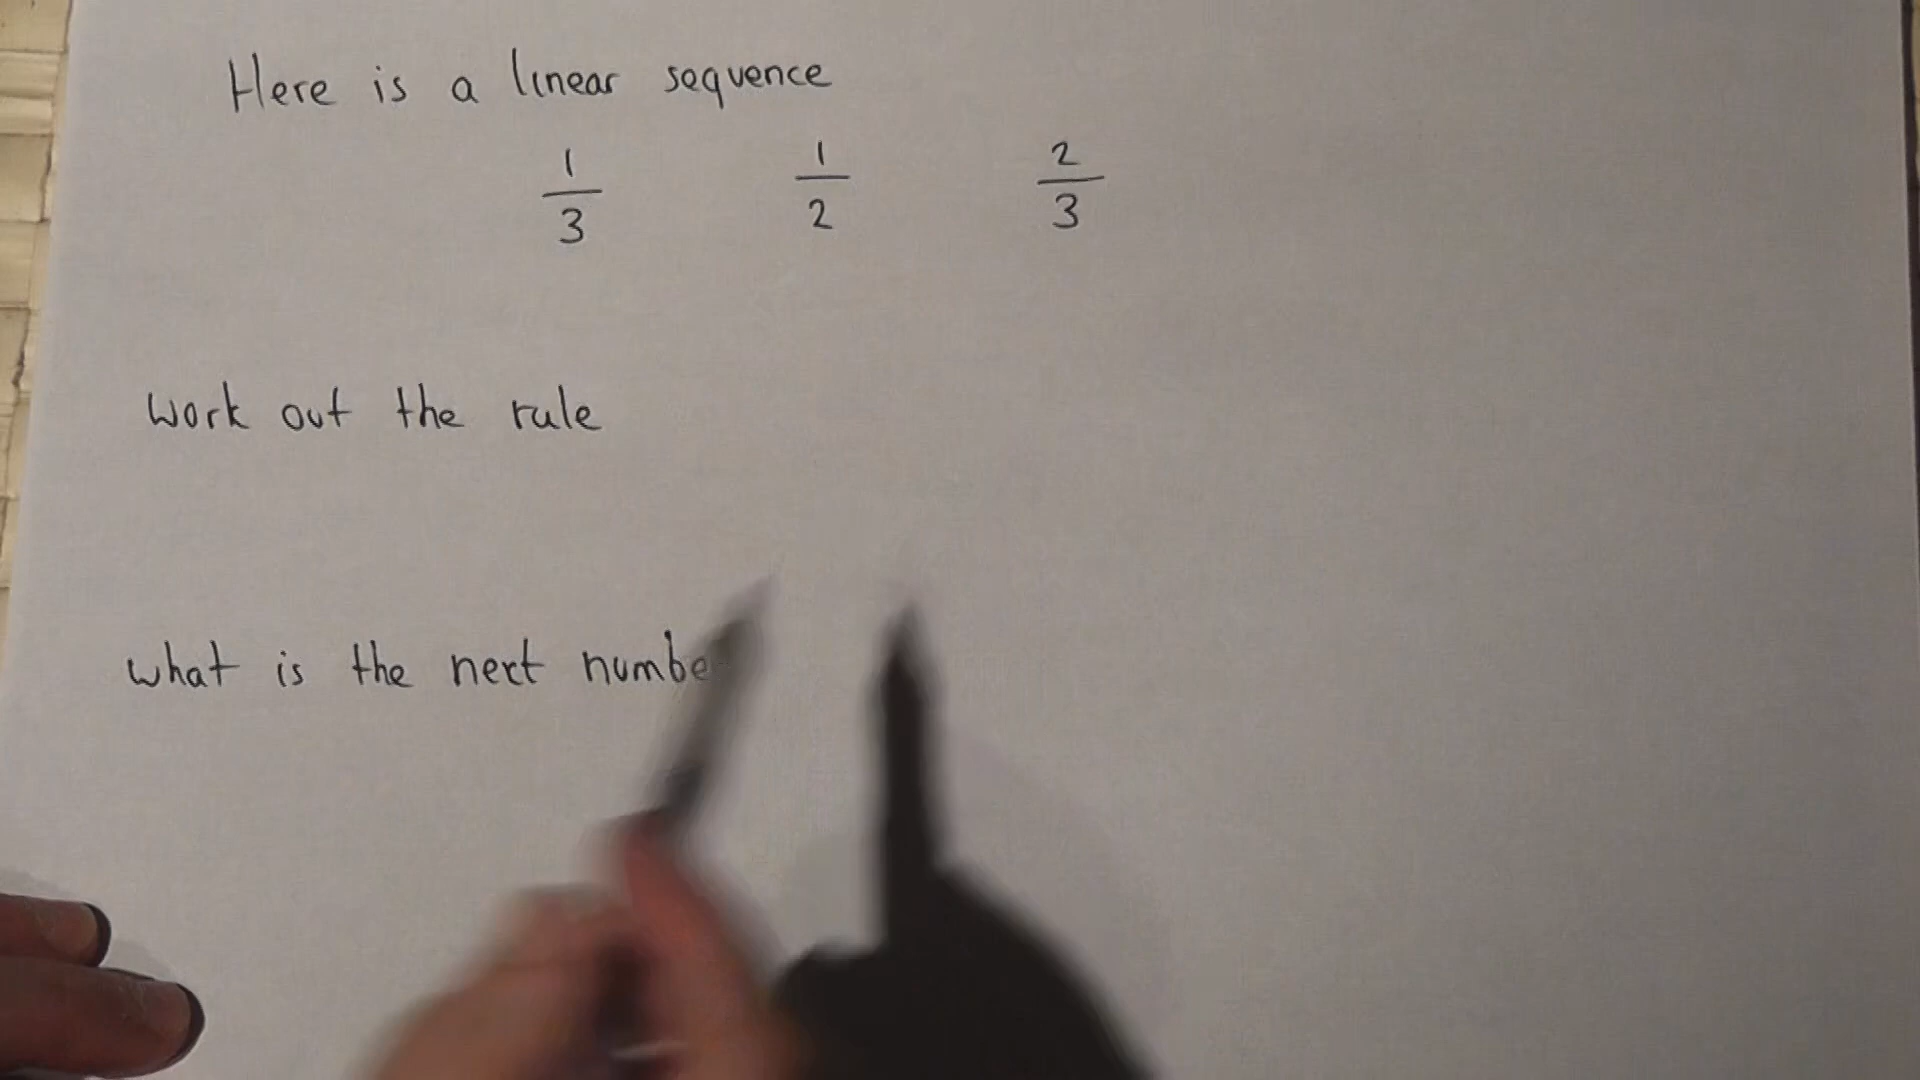 Here is a linear sequence
1/3 1/2 2/3
Work out the rule
What is the next